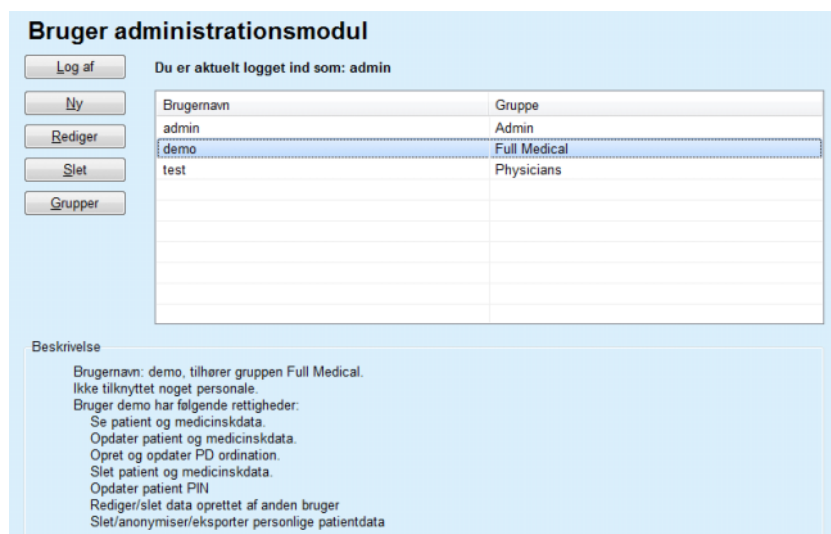 Bruger administrationsmodul
Log af
Du er aktuelt logget ind som: admin
Ny
Rediger
Slet
Grupper
Brugernavn Gruppe
admin Admin
demo Full Medical
test Physicians
Beskrivelse
Brugernavn: demo, tilhører gruppen Full Medical.
Ikke tilknyttet noget personale.
Bruger demo har følgende rettigheder:
Se patient og medicinskdata.
Opdater patient og medicinskdata.
Opret og opdater PD ordination.
Slet patient og medicinskdata.
Opdater patient PIN
Rediger/slet data oprettet af anden bruger
Slet/anonymiser/eksporter personlige patientdata